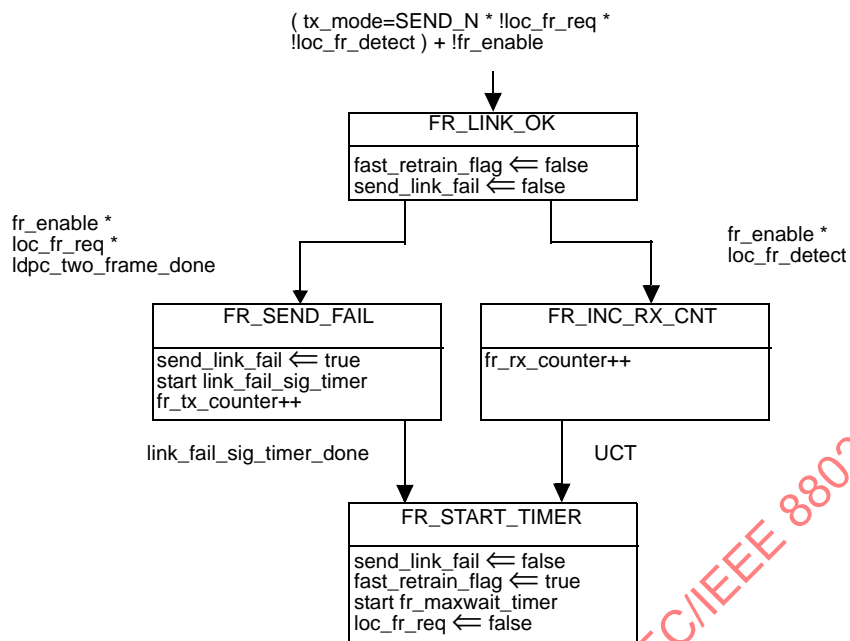 ( tx_mode=SEND_N * !loc_fr_req *
!loc_fr_detect ) + !fr_enable
FR_LINK_OK
fast_retrain_flag ⇐ false
send_link_fail ⇐ false
fr_enable *
loc_fr_req *
ldpc_two_frame_done
fr_enable *
loc_fr_detect
FR_SEND_FAIL
send_link_fail ⇐ true
start link_fail_sig_timer
fr_tx_counter++
FR_INC_RX_CNT
fr_rx_counter++
link_fail_sig_timer_done
UCT
FR_START_TIMER
send_link_fail ⇐ false
fast_retrain_flag ⇐ true
start fr_maxwait_timer
loc_fr_req ⇐ false